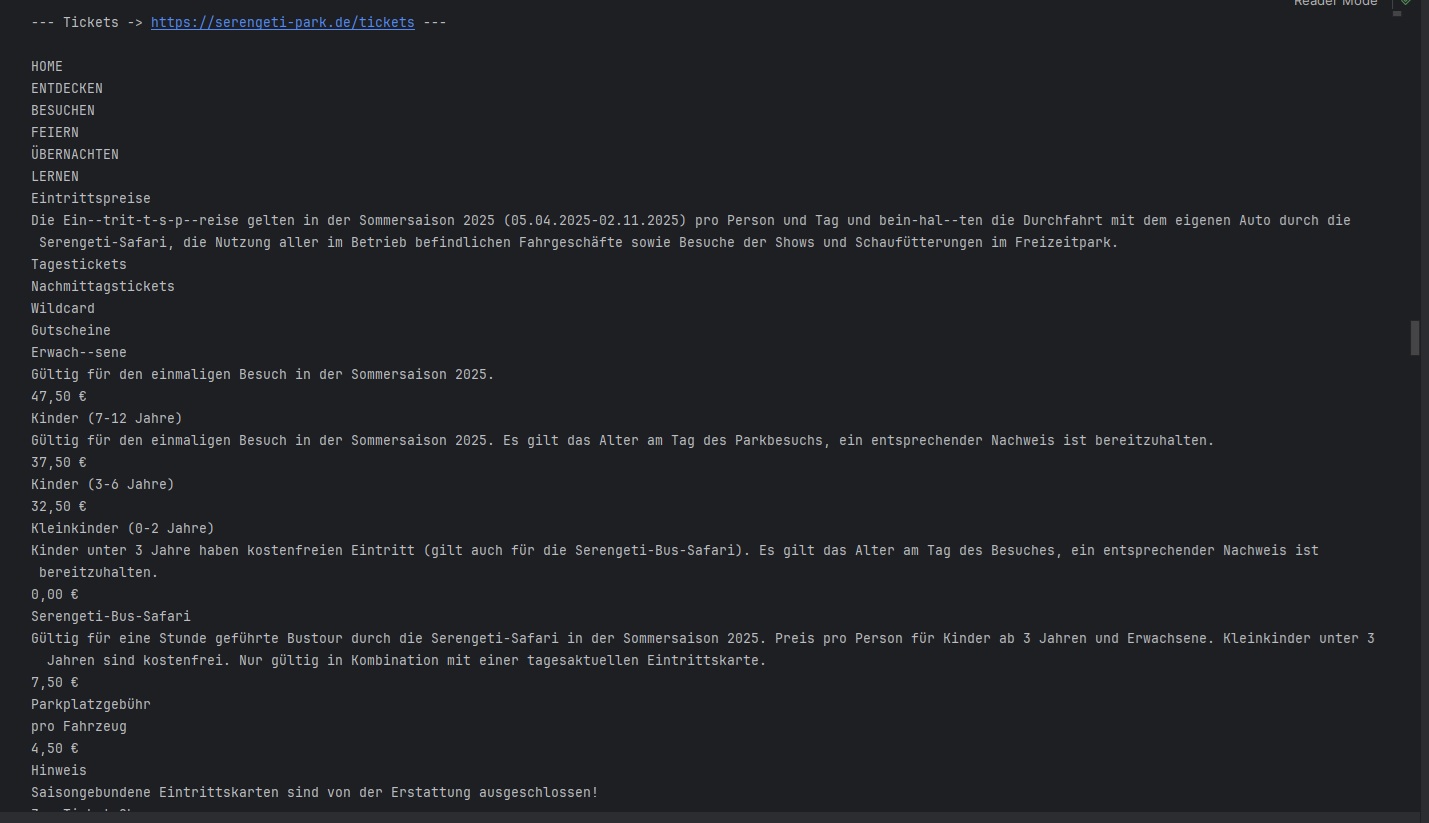 Reader Mode
--- Tickets -> https://serengeti-park.de/tickets ---
HOME
ENTDECKEN
BESUCHEN
FEIERN
ÜBERNACHTEN
LERNEN
Eintrittspreise
Die Ein--trit-t-s-p--reise gelten in der Sommersaison 2025 (05.04.2025-02.11.2025) pro Person und Tag und bein-hal--ten die Durchfahrt mit dem eigenen Auto durch die
Serengeti-Safari, die Nutzung aller im Betrieb befindlichen Fahrgeschäfte sowie Besuche der Shows und Schaufütterungen im Freizeitpark.
Tagestickets
Nachmittagstickets
Wildcard
Gutscheine
Erwach--sene
Gültig für den einmaligen Besuch in der Sommersaison 2025.
47,50 €
Kinder (7-12 Jahre)
Gültig für den einmaligen Besuch in der Sommersaison 2025. Es gilt das Alter am Tag des Parkbesuchs, ein entsprechender Nachweis ist bereitzuhalten.
37,50 €
Kinder (3-6 Jahre)
32,50 €
Kleinkinder (0-2 Jahre)
Kinder unter 3 Jahre haben kostenfreien Eintritt (gilt auch für die Serengeti-Bus-Safari). Es gilt das Alter am Tag des Besuches, ein entsprechender Nachweis ist
bereitzuhalten.
0,00 €
Serengeti-Bus-Safari
Gültig für eine Stunde geführte Bustour durch die Serengeti-Safari in der Sommersaison 2025. Preis pro Person für Kinder ab 3 Jahren und Erwachsene. Kleinkinder unter 3
Jahren sind kostenfrei. Nur gültig in Kombination mit einer tagesaktuellen Eintrittskarte.
7,50 €
Parkplatzgebühr
pro Fahrzeug
4,50 €
Hinweis
Saisongebundene Eintrittskarten sind von der Erstattung ausgeschlossen!